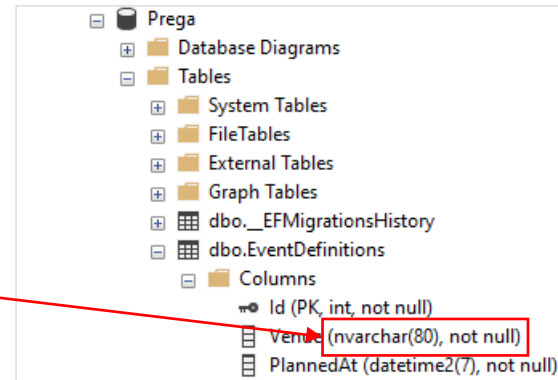 Prega
Database Diagrams
Tables
System Tables
FileTables
External Tables
Graph Tables
dbo.__EFMigrationsHistory
dbo.EventDefinitions
Columns
Id (PK, int, not null)
Venue (nvarchar(80), not null)
PlannedAt (datetime2(7), not null)